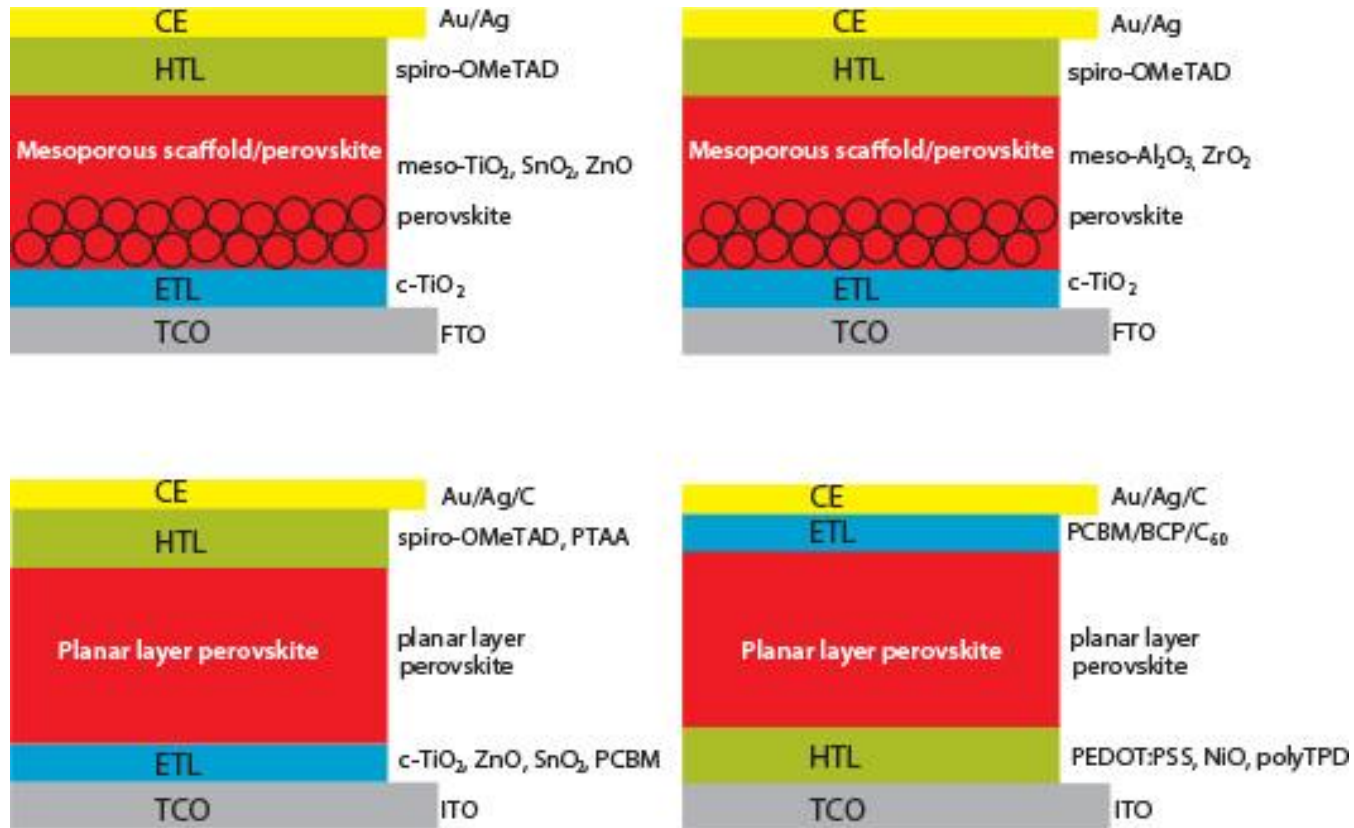 CE Au/Ag
HTL spiro-OMeTAD
Mesoporous scaffold/perovskite
meso-TiO₂, SnO₂, ZnO
perovskite
ETL c-TiO₂
TCO FTO
CE Au/Ag
HTL spiro-OMeTAD
Mesoporous scaffold/perovskite
meso-Al₂O₃, ZrO₂
perovskite
ETL c-TiO₂
TCO FTO
CE Au/Ag/C
HTL spiro-OMeTAD, PTAA
Planar layer perovskite
planar layer
perovskite
ETL c-TiO₂, ZnO, SnO₂, PCBM
TCO ITO
CE Au/Ag/C
ETL PCBM/BCP/C₆₀
Planar layer perovskite
planar layer
perovskite
HTL PEDOT:PSS, NiO, polyTPD
TCO ITO